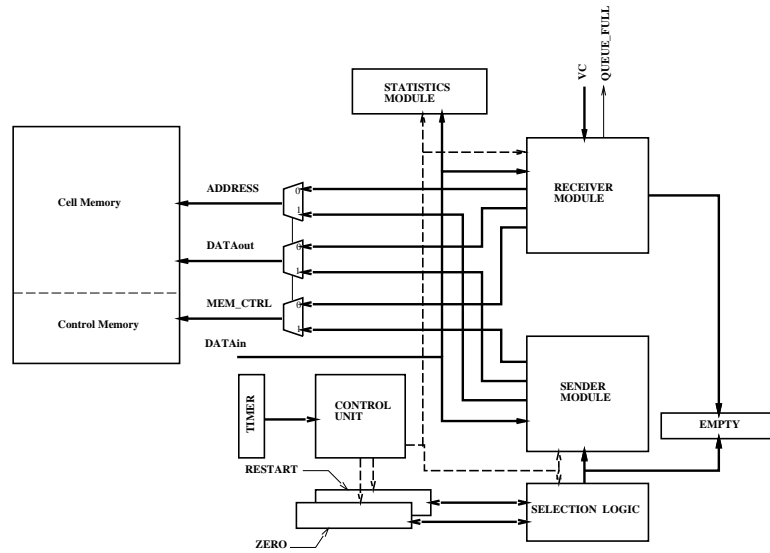 VC
QUEUE_FULL
STATISTICS
MODULE
ADDRESS
0
1
Cell Memory
RECEIVER
MODULE
DATAout
0
1
MEM_CTRL
0
1
Control Memory
DATAin
SENDER
MODULE
TIMER
CONTROL
UNIT
EMPTY
RESTART
SELECTION LOGIC
ZERO